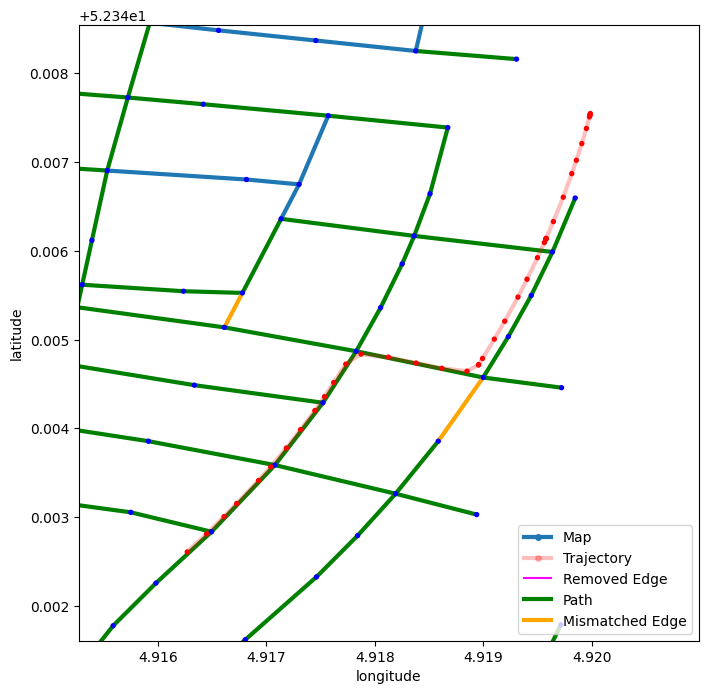 +5.234e1
0.008
0.007
0.006
0.005
0.004
0.003
0.002
latitude
4.916 4.917 4.918 4.919 4.920
longitude
Map
Trajectory
Removed Edge
Path
Mismatched Edge